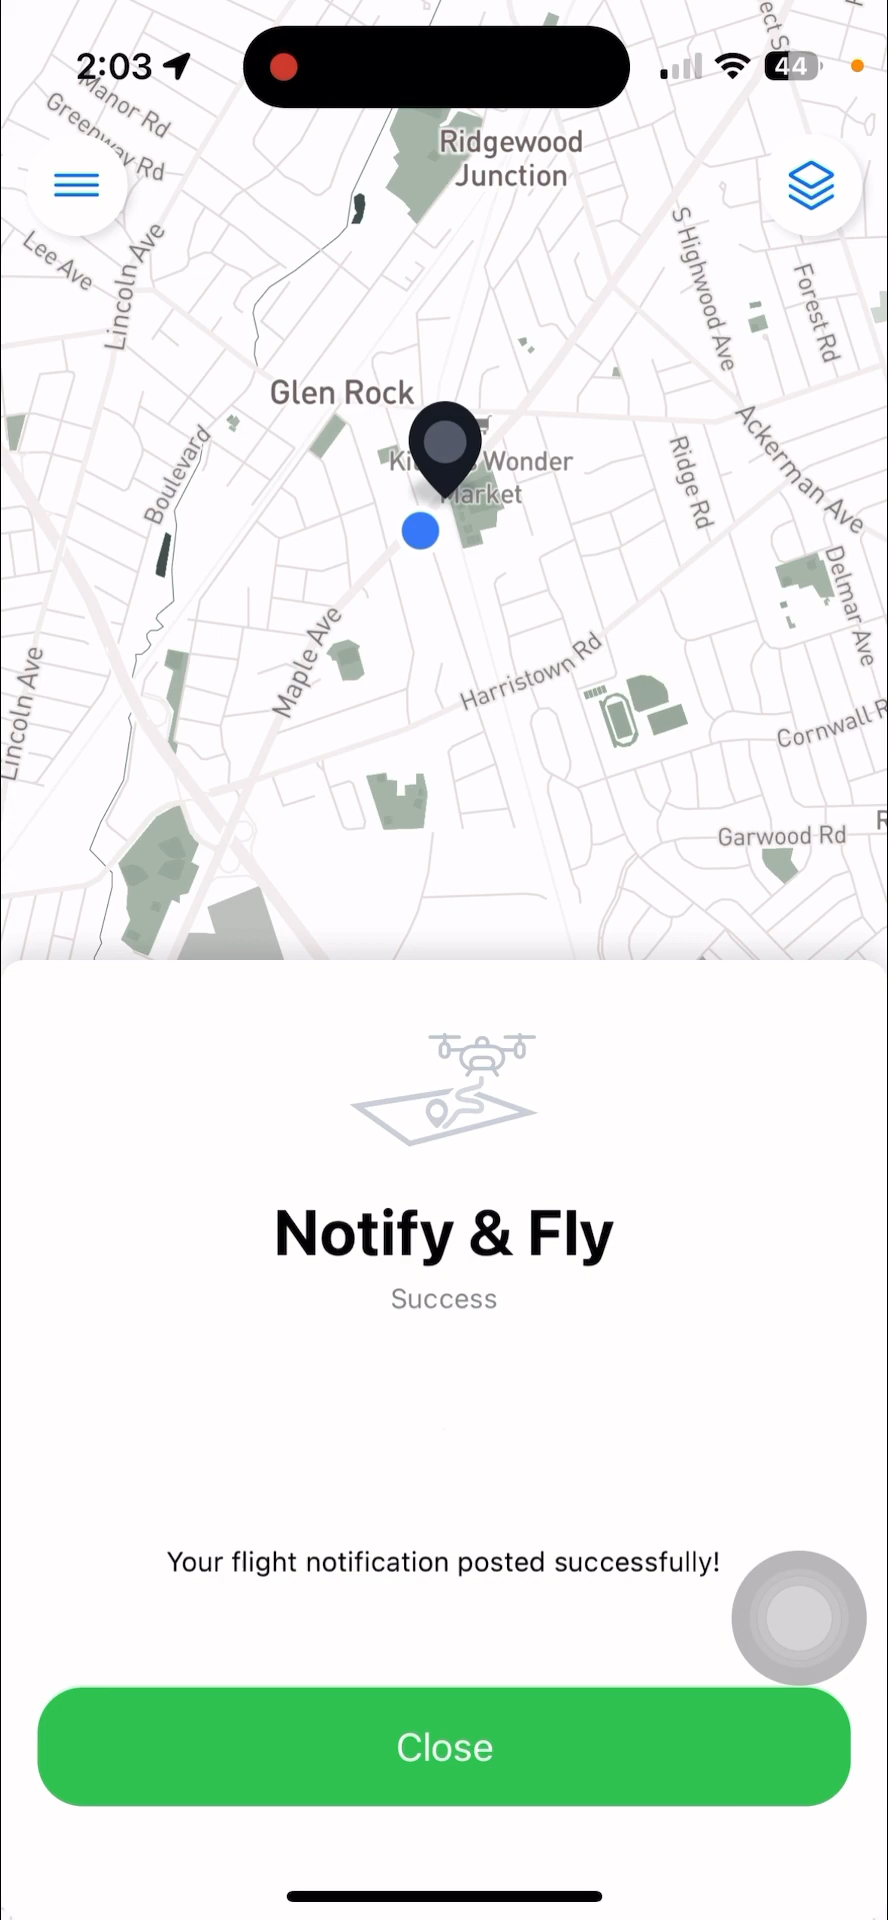 2:03
44
Manor Rd
Greenway Rd
Ridgewood
Junction
Lee Ave
Lincoln Ave
S Highwood Ave
Forest Rd
Glen Rock
Boulevard
Wonder
Market
Ridge Rd
Ackerman Ave
Delmar Ave
Maple Ave
Harristown Rd
Lincoln Ave
Cornwall R
Garwood Rd
Notify & Fly
Success
Your flight notification posted successfully!
Close